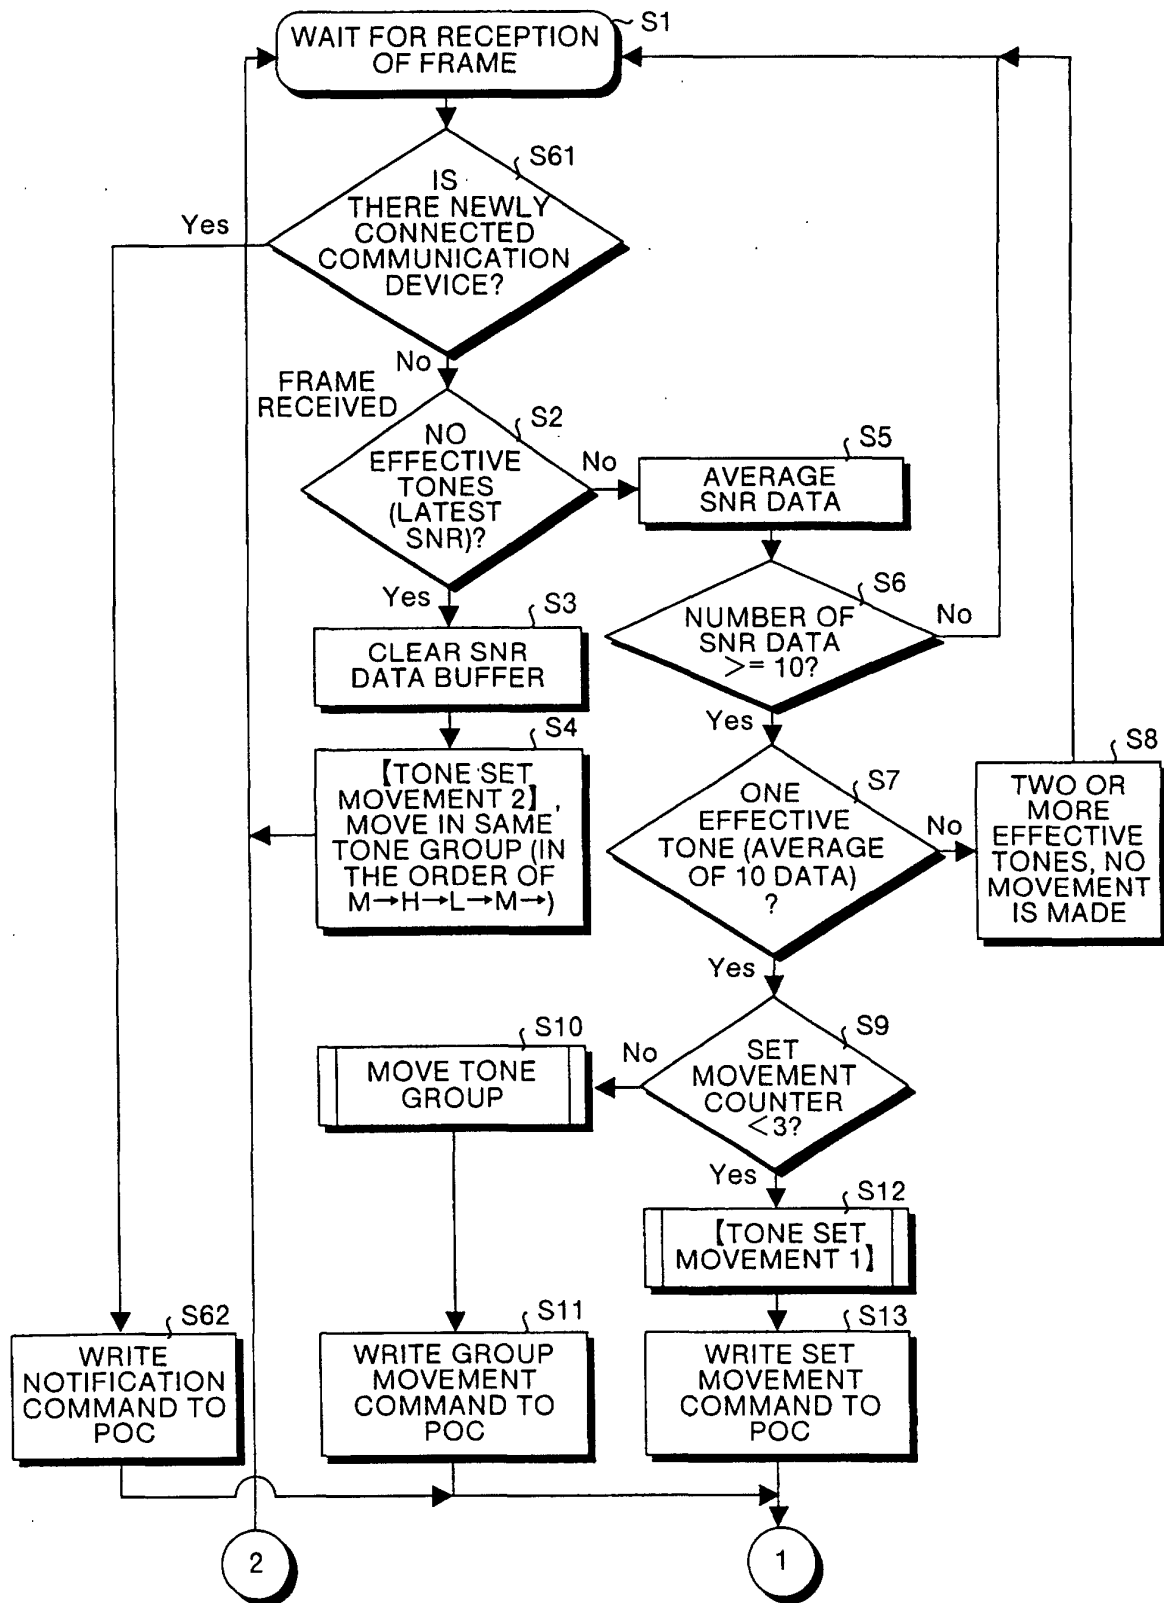 S1
WAIT FOR RECEPTION
OF FRAME
S61
IS
THERE NEWLY
CONNECTED
COMMUNICATION
DEVICE?
Yes
No
FRAME
RECEIVED
S2
NO
EFFECTIVE
TONES
(LATEST
SNR)?
No
S5
AVERAGE
SNR DATA
Yes
S3
CLEAR SNR
DATA BUFFER
S6
NUMBER OF
SNR DATA
>= 10?
No
Yes
S4
【TONE SET
MOVEMENT 2】,
MOVE IN SAME
TONE GROUP (IN
THE ORDER OF
M→H→L→M→)
S7
ONE
EFFECTIVE
TONE (AVERAGE
OF 10 DATA)
?
No
S8
TWO OR
MORE
EFFECTIVE
TONES, NO
MOVEMENT
IS MADE
Yes
S9
SET
MOVEMENT
COUNTER
<3?
No
S10
MOVE TONE
GROUP
Yes
S12
【TONE SET
MOVEMENT 1】
S62
WRITE
NOTIFICATION
COMMAND TO
POC
S11
WRITE GROUP
MOVEMENT
COMMAND TO
POC
S13
WRITE SET
MOVEMENT
COMMAND TO
POC
2
1